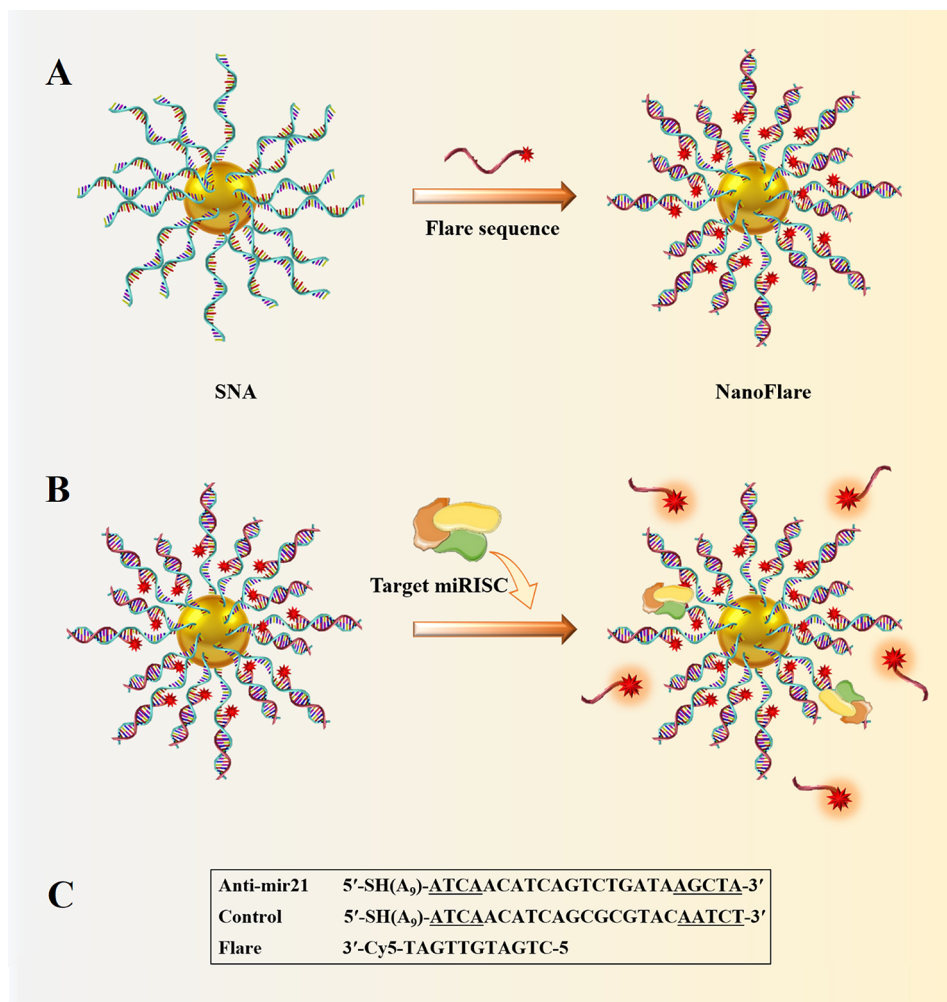 A
Flare sequence
SNA
NanoFlare
B
Target miRISC
C
Anti-mir21 5′-SH(A₉)-ATCAACATCAGTCTGATAAGCTA-3′
Control 5′-SH(A₉)-ATCAACATCAGCGCGTACAATCT-3′
Flare 3′-Cy5-TAGTTGTAGTC-5